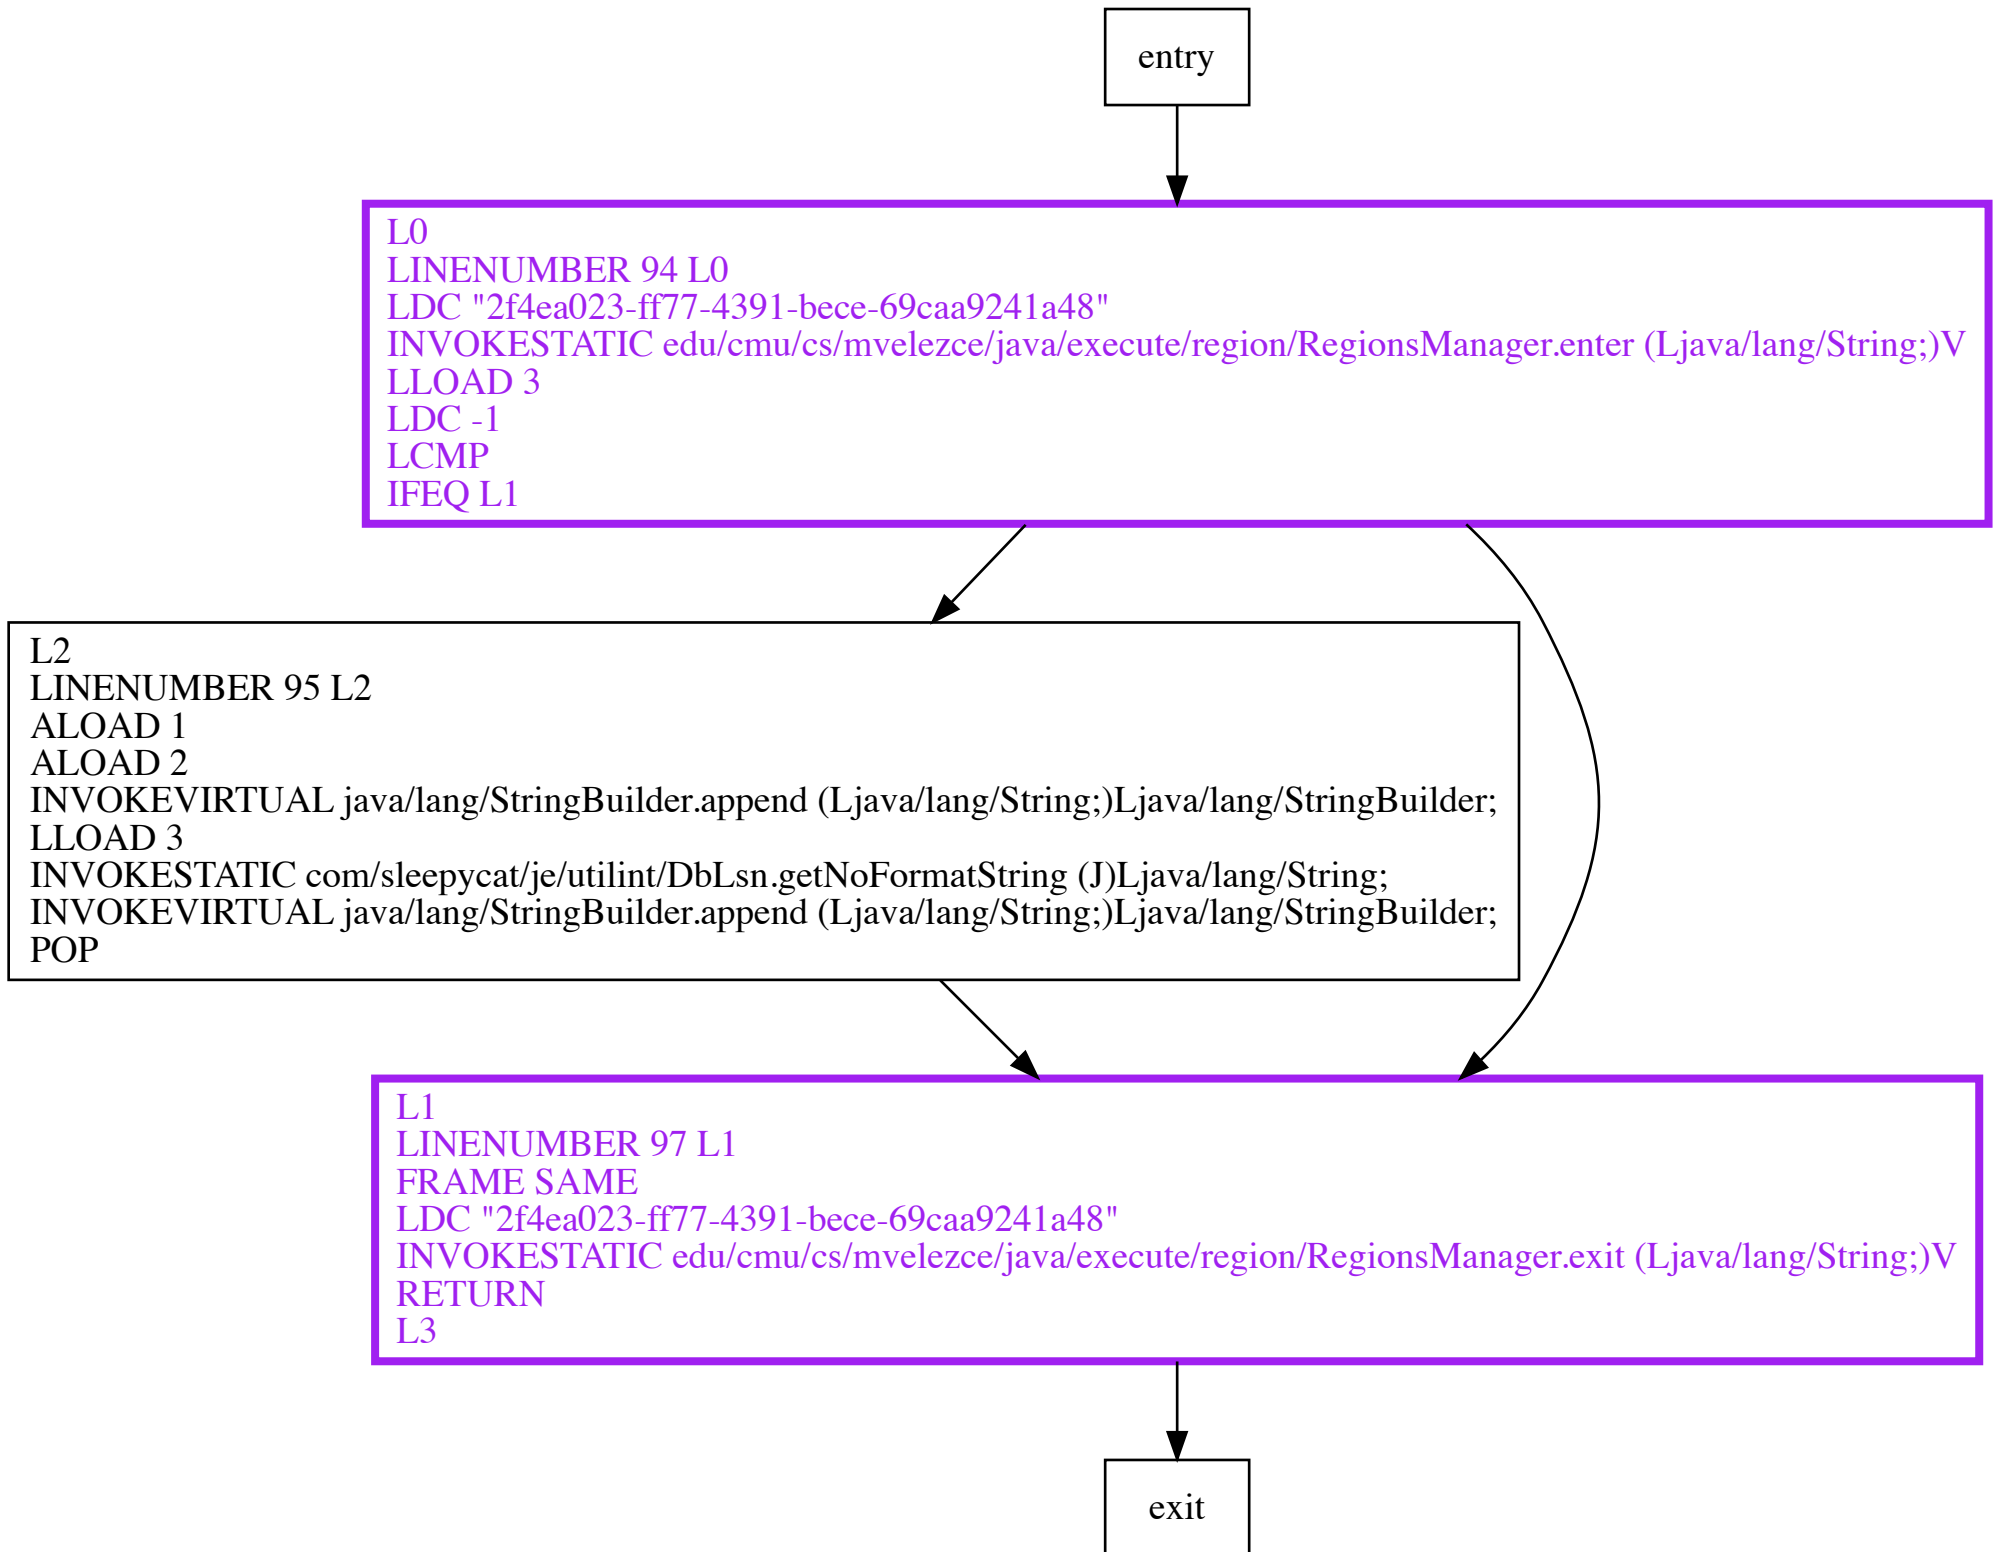 entry
L0
LINENUMBER 94 L0
LDC "2f4ea023-ff77-4391-bece-69caa9241a48"
INVOKESTATIC edu/cmu/cs/mvelezce/java/execute/region/RegionsManager.enter (Ljava/lang/String;)V
LLOAD 3
LDC -1
LCMP
IFEQ L1
L2
LINENUMBER 95 L2
ALOAD 1
ALOAD 2
INVOKEVIRTUAL java/lang/StringBuilder.append (Ljava/lang/String;)Ljava/lang/StringBuilder;
LLOAD 3
INVOKESTATIC com/sleepycat/je/utilint/DbLsn.getNoFormatString (J)Ljava/lang/String;
INVOKEVIRTUAL java/lang/StringBuilder.append (Ljava/lang/String;)Ljava/lang/StringBuilder;
POP
L1
LINENUMBER 97 L1
FRAME SAME
LDC "2f4ea023-ff77-4391-bece-69caa9241a48"
INVOKESTATIC edu/cmu/cs/mvelezce/java/execute/region/RegionsManager.exit (Ljava/lang/String;)V
RETURN
L3
exit